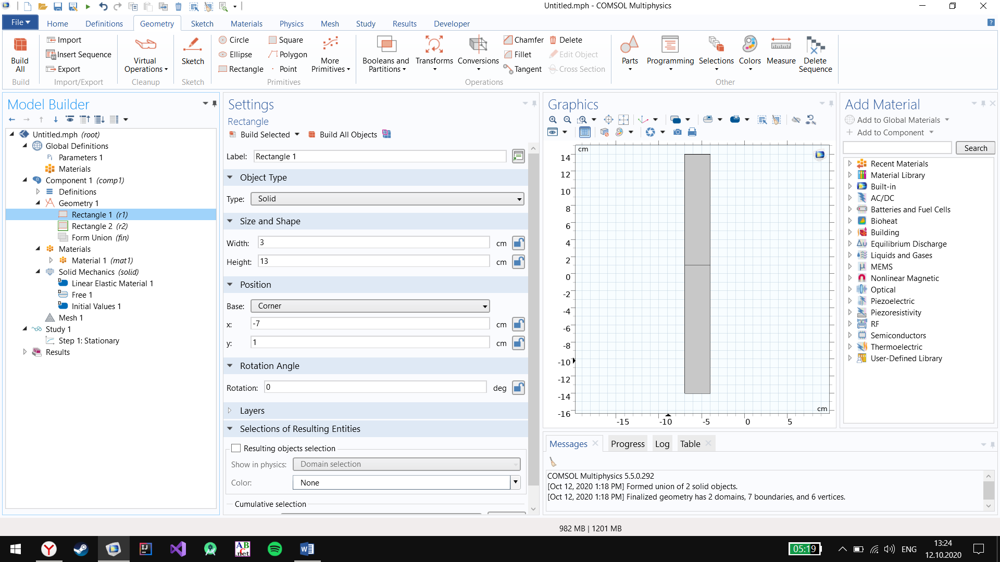 Untitled.mph - COMSOL Multiphysics
File Home Definitions Geometry Sketch Materials Physics Mesh Study Results Developer
Build All
Build
Import
Insert Sequence
Export
Import/Export
Virtual Operations
Cleanup
Sketch
Sketch
Circle
Ellipse
Rectangle
Square
Polygon
Point
More Primitives
Primitives
Booleans and Partitions
Transforms
Conversions
Chamfer
Fillet
Tangent
Delete
Edit Object
Cross Section
Operations
Parts
Programming
Selections
Colors
Measure
Delete Sequence
Other
Model Builder
Untitled.mph (root)
Global Definitions
Pi Parameters 1
Materials
Component 1 (comp1)
Definitions
Geometry 1
Rectangle 1 (r1)
Rectangle 2 (r2)
Form Union (fin)
Materials
Material 1 (mat1)
Solid Mechanics (solid)
Linear Elastic Material 1
Free 1
Initial Values 1
Mesh 1
Study 1
Step 1: Stationary
Results
Settings
Rectangle
Build Selected Build All Objects
Label: Rectangle 1
Object Type
Type: Solid
Size and Shape
Width: 3 cm
Height: 13 cm
Position
Base: Corner
x: -7 cm
y: 1 cm
Rotation Angle
Rotation: 0 deg
Layers
Selections of Resulting Entities
Resulting objects selection
Show in physics: Domain selection
Color: None
Cumulative selection
Graphics
cm
14
12
10
8
6
4
2
0
-2
-4
-6
-8
-10
-12
-14
-16
cm
-15 -10 -5 0 5
Messages Progress Log Table
COMSOL Multiphysics 5.5.0.292
[Oct 12, 2020 1:18 PM] Formed union of 2 solid objects.
[Oct 12, 2020 1:18 PM] Finalized geometry has 2 domains, 7 boundaries, and 6 vertices.
Add Material
Add to Global Materials
Add to Component
Search
Recent Materials
Material Library
Built-in
AC/DC
Batteries and Fuel Cells
Bioheat
Building
Δu Equilibrium Discharge
Liquids and Gases
μ MEMS
Nonlinear Magnetic
Optical
Piezoelectric
Piezoresistivity
RF
Semiconductors
Thermoelectric
User-Defined Library
982 MB | 1201 MB
05:19
ENG
13:24
12.10.2020